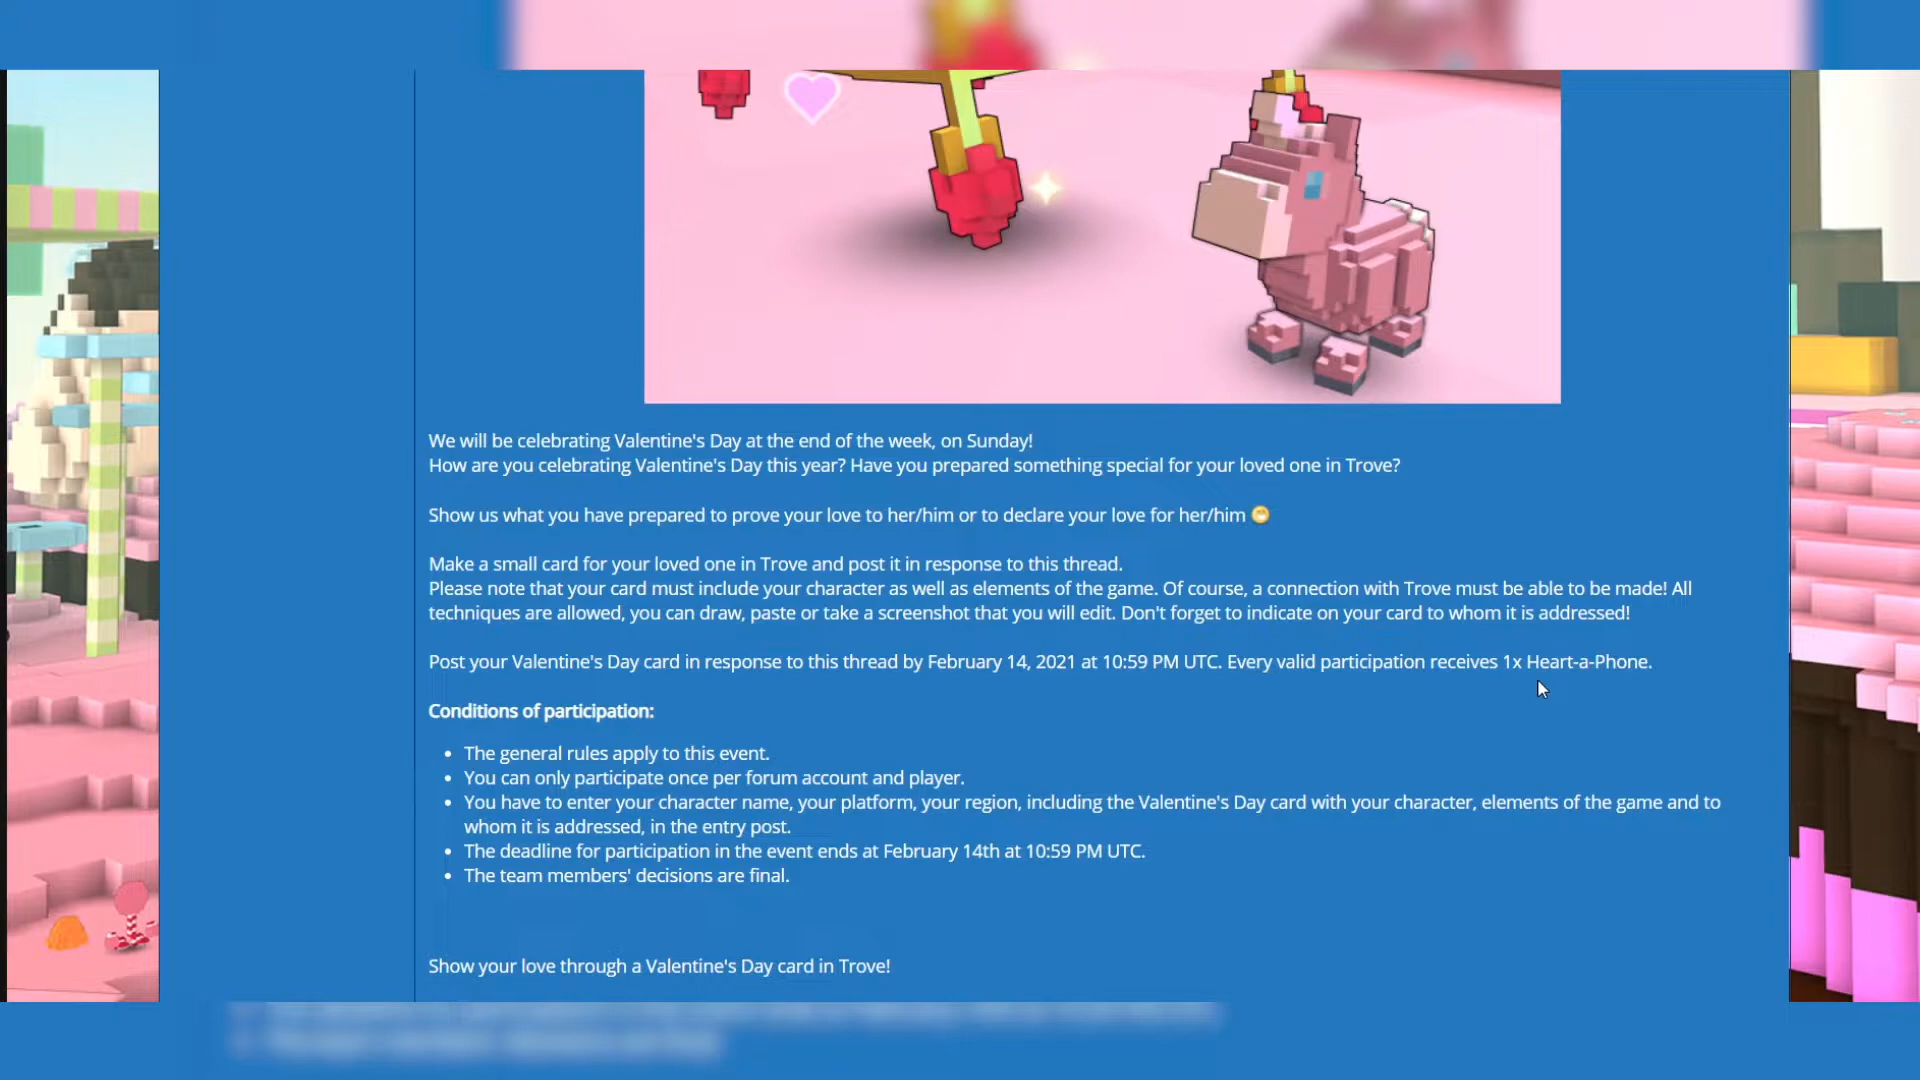 We will be celebrating Valentine's Day at the end of the week, on Sunday!
How are you celebrating Valentine's Day this year? Have you prepared something special for your loved one in Trove?
Show us what you have prepared to prove your love to her/him or to declare your love for her/him 😁
Make a small card for your loved one in Trove and post it in response to this thread.
Please note that your card must include your character as well as elements of the game. Of course, a connection with Trove must be able to be made! All
techniques are allowed, you can draw, paste or take a screenshot that you will edit. Don't forget to indicate on your card to whom it is addressed!
Post your Valentine's Day card in response to this thread by February 14, 2021 at 10:59 PM UTC. Every valid participation receives 1x Heart-a-Phone.
Conditions of participation:
• The general rules apply to this event.
• You can only participate once per forum account and player.
• You have to enter your character name, your platform, your region, including the Valentine's Day card with your character, elements of the game and to
whom it is addressed, in the entry post.
• The deadline for participation in the event ends at February 14th at 10:59 PM UTC.
• The team members' decisions are final.
Show your love through a Valentine's Day card in Trove!